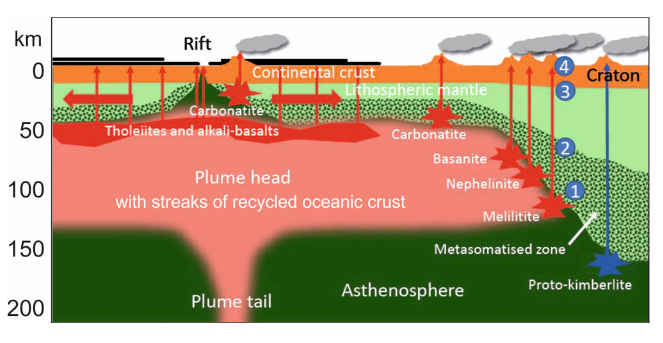 km
Rift
0
Continental crust
4
Craton
Lithospheric mantle
3
Carbonatite
50
Tholeiites and alkali-basalts
Carbonatite
2
Basanite
Plume head
Nephelinite
1
100
with streaks of recycled oceanic crust
Melilitite
Metasomatised zone
150
Proto-kimberlite
Asthenosphere
Plume tail
200